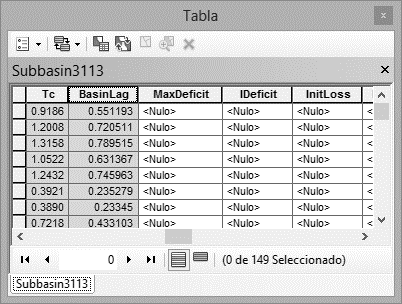 Tabla
Subbasin3113
Tc BasinLag MaxDeficit IDeficit InitLoss
0.9186 0.551193 <Nulo> <Nulo> <Nulo>
1.2008 0.720511 <Nulo> <Nulo> <Nulo>
1.3158 0.789515 <Nulo> <Nulo> <Nulo>
1.0522 0.631367 <Nulo> <Nulo> <Nulo>
1.2432 0.745963 <Nulo> <Nulo> <Nulo>
0.3921 0.235279 <Nulo> <Nulo> <Nulo>
0.3890 0.23345 <Nulo> <Nulo> <Nulo>
0.7218 0.433103 <Nulo> <Nulo> <Nulo>
0 (0 de 149 Seleccionado)
Subbasin3113